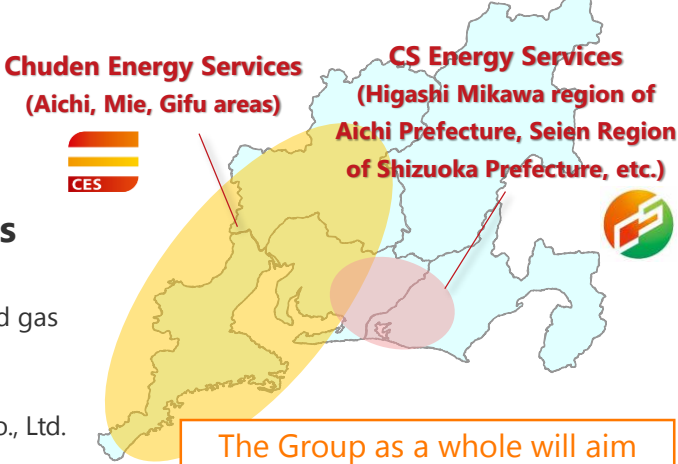 Chuden Energy Services
(Aichi, Mie, Gifu areas)
CES
CS Energy Services
(Higashi Mikawa region of
Aichi Prefecture, Seien Region
of Shizuoka Prefecture, etc.)
s
d gas
o., Ltd.
The Group as a whole will aim